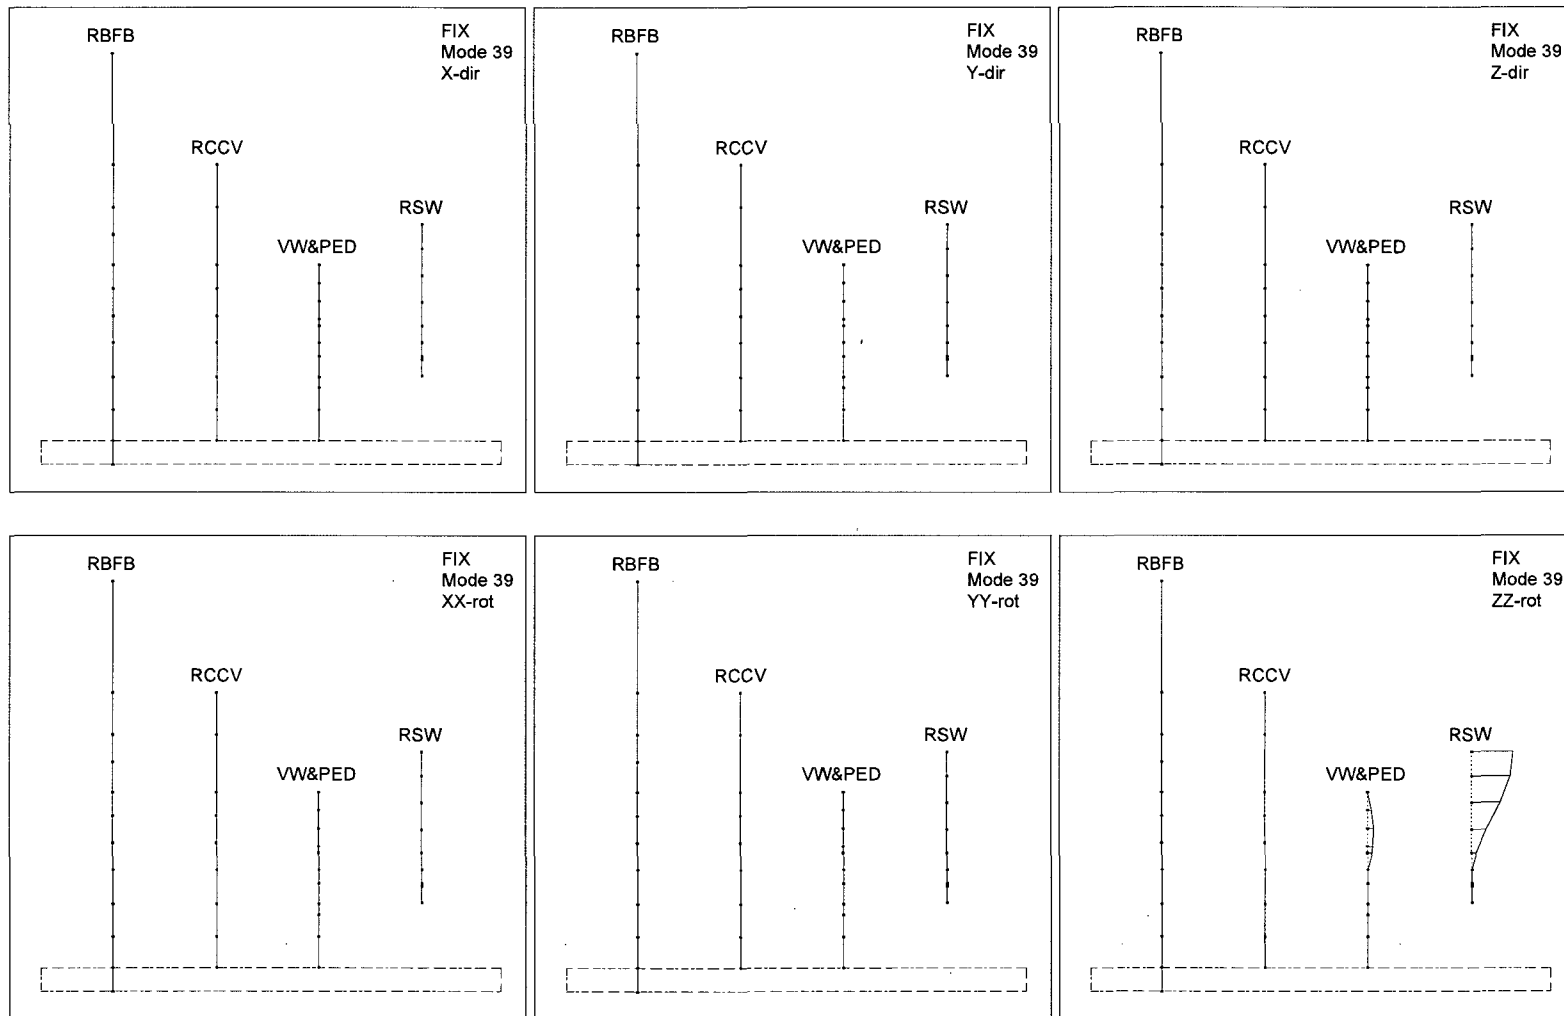 RBFB
FIX
Mode 39
X-dir
RCCV
RSW
VW&PED
RBFB
FIX
Mode 39
Y-dir
RCCV
RSW
VW&PED
RBFB
FIX
Mode 39
Z-dir
RCCV
RSW
VW&PED
RBFB
FIX
Mode 39
XX-rot
RCCV
RSW
VW&PED
RBFB
FIX
Mode 39
YY-rot
RCCV
RSW
VW&PED
RBFB
FIX
Mode 39
ZZ-rot
RCCV
RSW
VW&PED